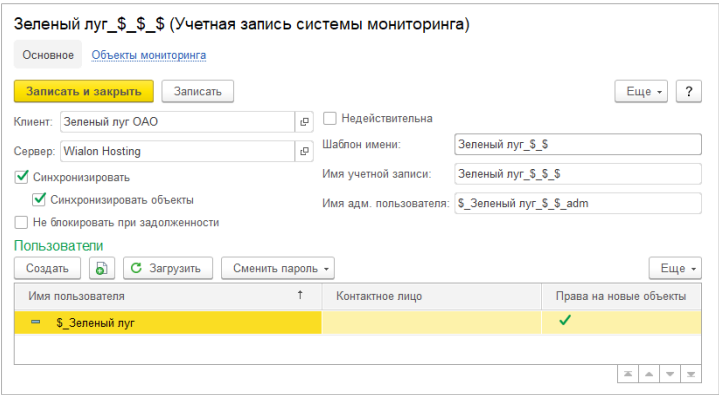 Зеленый луг_$_$_$ (Учетная запись системы мониторинга)
Основное Объекты мониторинга
Записать и закрыть Записать Еще ?
Клиент: Зеленый луг ОАО Недействительна
Сервер: Wialon Hosting Шаблон имени: Зеленый луг_$_$
Синхронизировать Имя учетной записи: Зеленый луг_$_$_$
Синхронизировать объекты Имя адм. пользователя: $_Зеленый луг_$_$_adm
Не блокировать при задолженности
Пользователи
Создать Загрузить Сменить пароль Еще
Имя пользователя ↑ Контактное лицо Права на новые объекты
$_Зеленый луг